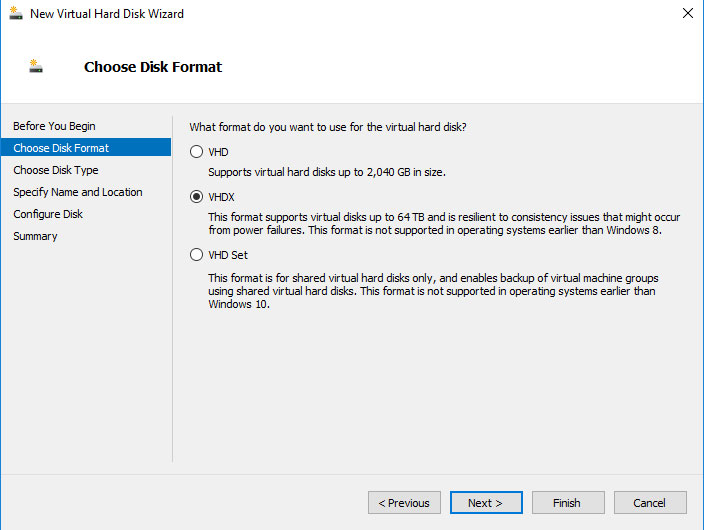 New Virtual Hard Disk Wizard
Choose Disk Format
Before You Begin
Choose Disk Format
Choose Disk Type
Specify Name and Location
Configure Disk
Summary
What format do you want to use for the virtual hard disk?
VHD
Supports virtual hard disks up to 2,040 GB in size.
VHDX
This format supports virtual disks up to 64 TB and is resilient to consistency issues that might occur
from power failures. This format is not supported in operating systems earlier than Windows 8.
VHD Set
This format is for shared virtual hard disks only, and enables backup of virtual machine groups
using shared virtual hard disks. This format is not supported in operating systems earlier than
Windows 10.
< Previous
Next >
Finish
Cancel